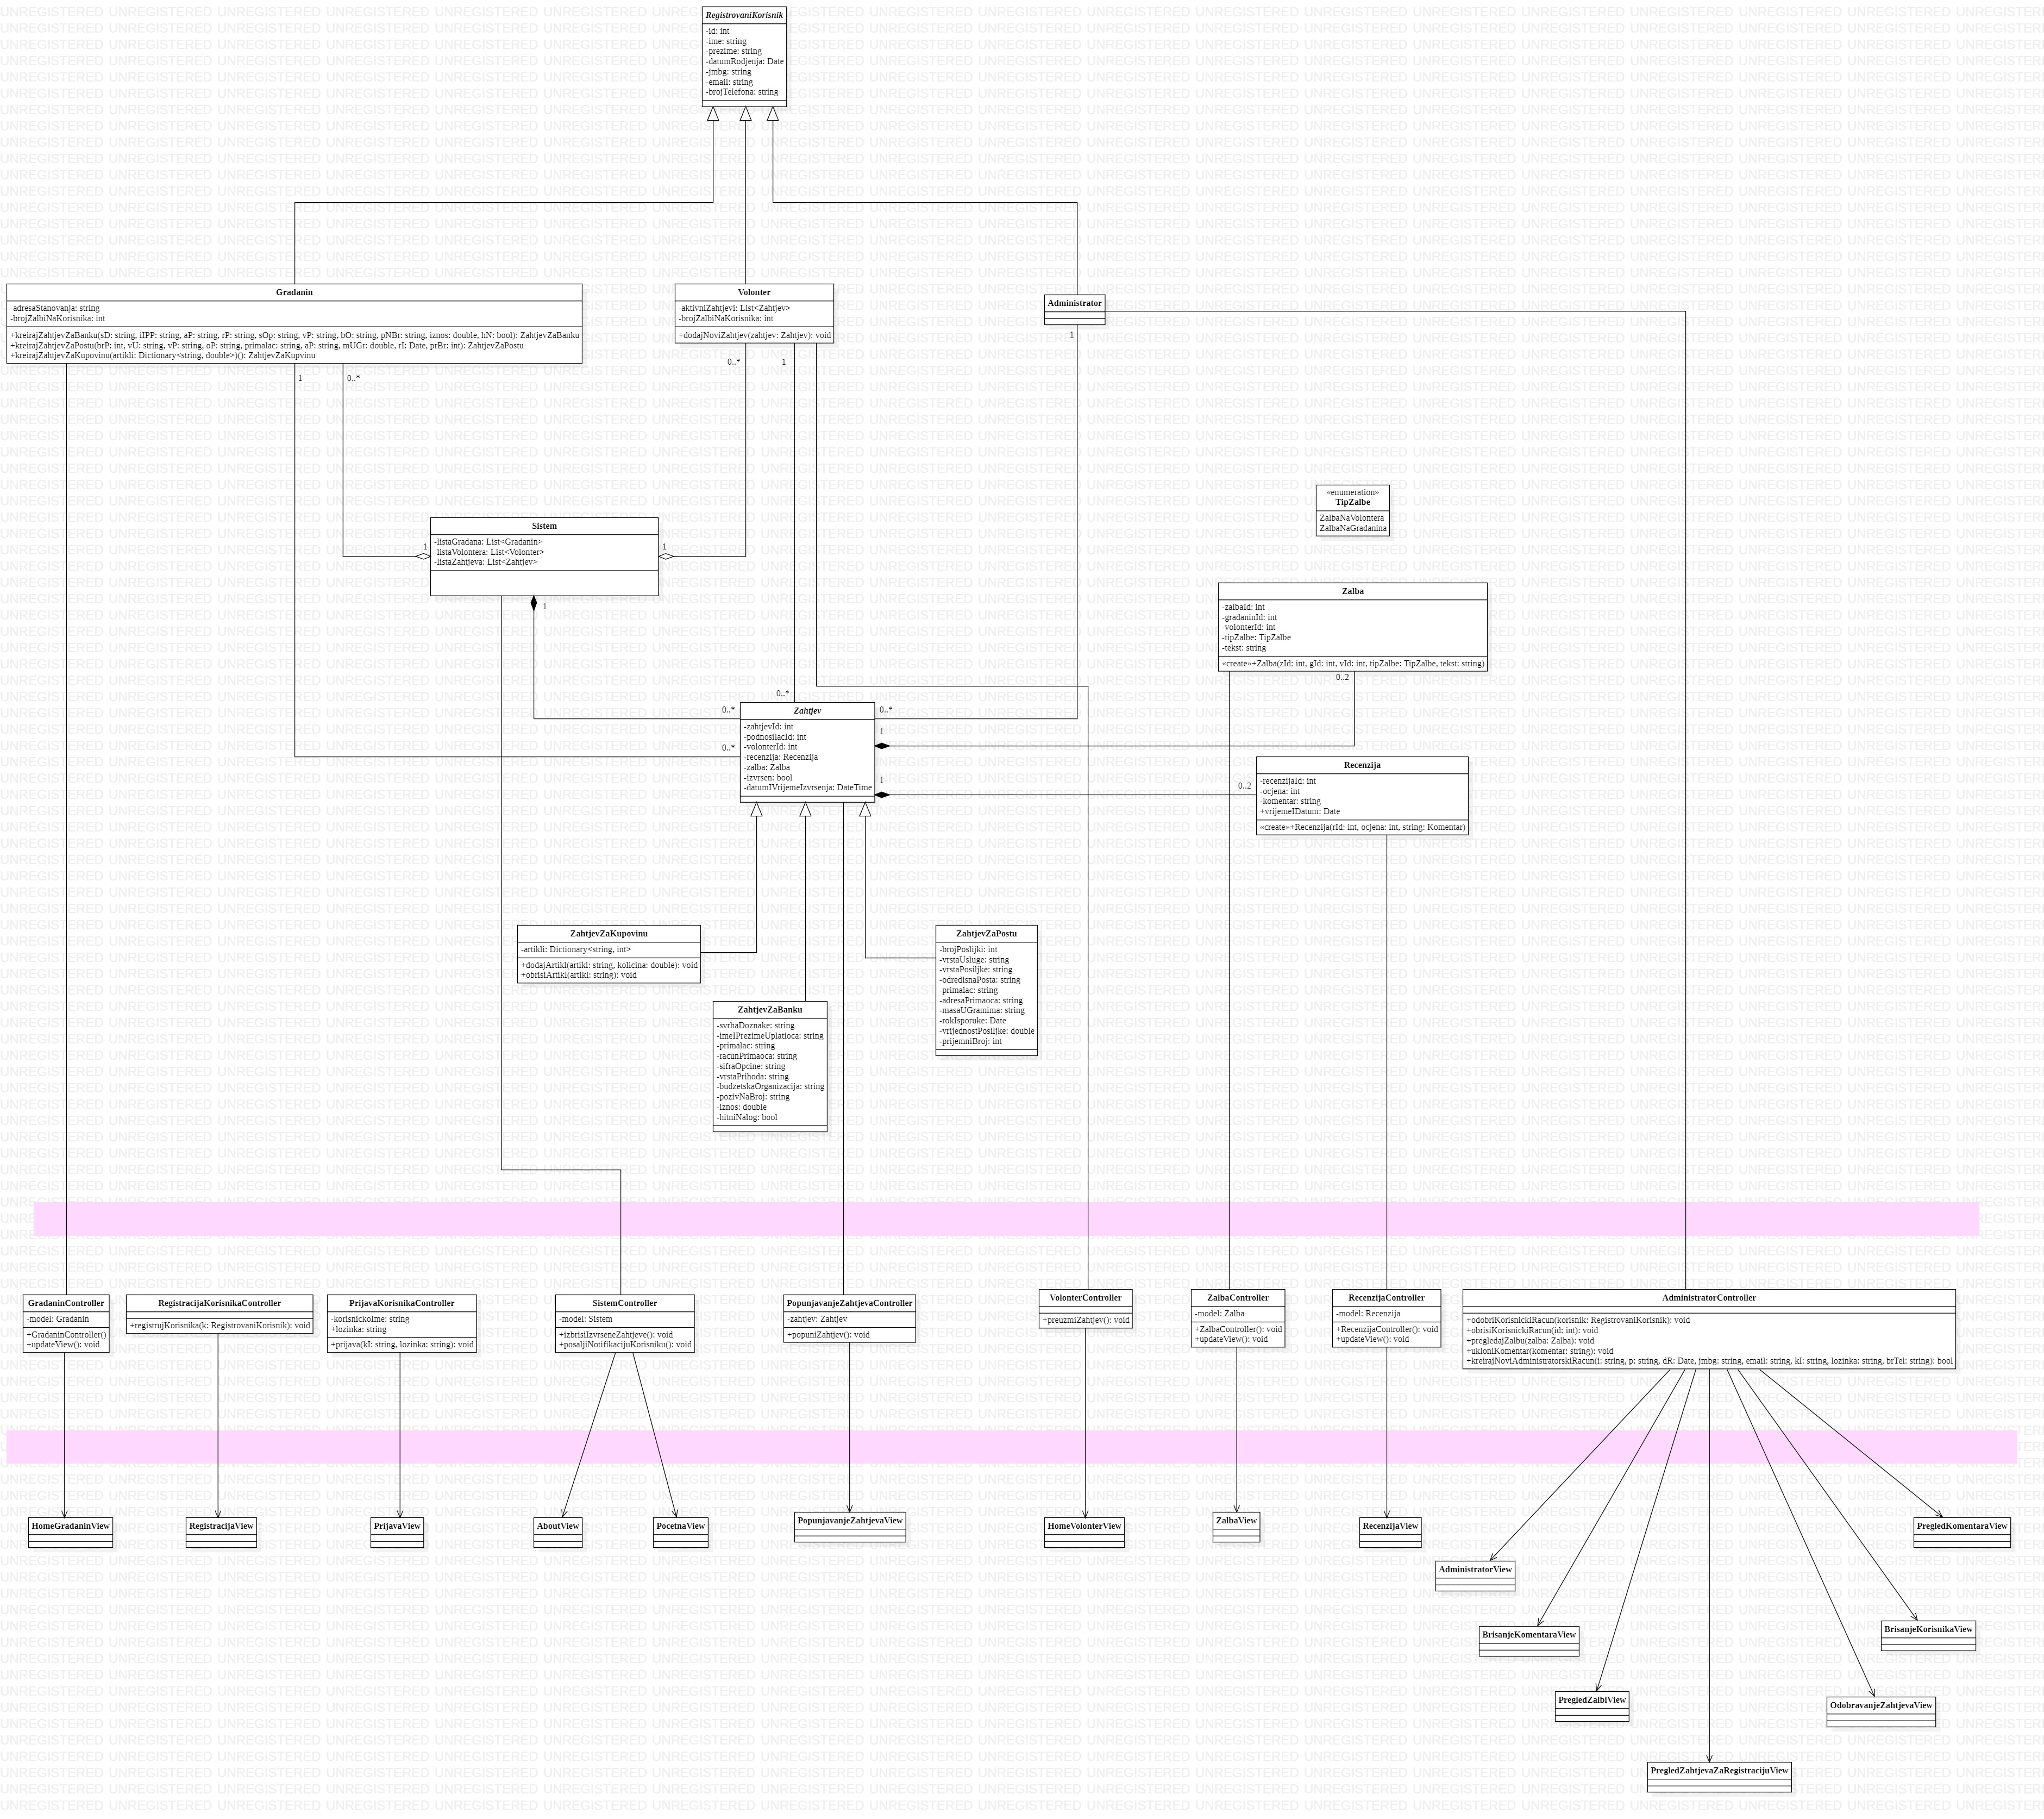 RegistrovaniKorisnik
-id: int
-ime: string
-prezime: string
-datumRodjenja: Date
-jmbg: string
-email: string
-brojTelefona: string
Gradanin
-adresaStanovanja: string
-brojZalbiNaKorisnika: int
+kreirajZahtjevZaBanku(sD: string, iIPP: string, aP: string, rP: string, sOp: string, vP: string, bO: string, pNBr: string, iznos: double, hN: bool): ZahtjevZaBanku
+kreirajZahtjevZaPostu(brP: int, vU: string, vP: string, oP: string, primalac: string, aP: string, mUGr: double, rI: Date, prBr: int): ZahtjevZaPostu
+kreirajZahtjevZaKupovinu(artikli: Dictionary<string, double>)(): ZahtjevZaKupvinu
Volonter
-aktivniZahtjevi: List<Zahtjev>
-brojZalbiNaKorisnika: int
+dodajNoviZahtjev(zahtjev: Zahtjev): void
Administrator
1
0..*
0..*
1
1
«enumeration»
TipZalbe
ZalbaNaVolontera
ZalbaNaGradanina
Sistem
-listaGradana: List<Gradanin>
-listaVolontera: List<Volonter>
-listaZahtjeva: List<Zahtjev>
1
1
1
Zalba
-zalbaId: int
-gradaninId: int
-volonterId: int
-tipZalbe: TipZalbe
-tekst: string
«create»+Zalba(zId: int, gId: int, vId: int, tipZalbe: TipZalbe, tekst: string)
0..2
0..*
0..*
0..*
0..*
1
1
0..2
Zahtjev
-zahtjevId: int
-podnosilacId: int
-volonterId: int
-recenzija: Recenzija
-zalba: Zalba
-izvrsen: bool
-datumIVrijemeIzvrsenja: DateTime
Recenzija
-recenzijaId: int
-ocjena: int
-komentar: string
+vrijemeIDatum: Date
«create»+Recenzija(rId: int, ocjena: int, string: Komentar)
ZahtjevZaKupovinu
-artikli: Dictionary<string, int>
+dodajArtikl(artikl: string, kolicina: double): void
+obrisiArtikl(artikl: string): void
ZahtjevZaBanku
-svrhaDoznake: string
-imeIPrezimeUplatioca: string
-primalac: string
-racunPrimaoca: string
-sifraOpcine: string
-vrstaPrihoda: string
-budzetskaOrganizacija: string
-pozivNaBroj: string
-iznos: double
-hitniNalog: bool
ZahtjevZaPostu
-brojPoslijki: int
-vrstaUsluge: string
-vrstaPosiljke: string
-odredisnaPosta: string
-primalac: string
-adresaPrimaoca: string
-masaUGramima: string
-rokIsporuke: Date
-vrijednostPosiljke: double
-prijemniBroj: int
GradaninController
-model: Gradanin
+GradaninController()
+updateView(): void
RegistracijaKorisnikaController
+registrujKorisnika(k: RegistrovaniKorisnik): void
PrijavaKorisnikaController
-korisnickoIme: string
+lozinka: string
+prijava(kI: string, lozinka: string): void
SistemController
-model: Sistem
+izbrisiIzvrseneZahtjeve(): void
+posaljiNotifikacijuKorisniku(): void
PopunjavanjeZahtjevaController
-zahtjev: Zahtjev
+popuniZahtjev(): void
VolonterController
+preuzmiZahtjev(): void
ZalbaController
-model: Zalba
+ZalbaController(): void
+updateView(): void
RecenzijaController
-model: Recenzija
+RecenzijaController(): void
+updateView(): void
AdministratorController
+odobriKorisnickiRacun(korisnik: RegistrovaniKorisnik): void
+obrisiKorisnickiRacun(id: int): void
+pregledajZalbu(zalba: Zalba): void
+ukloniKomentar(komentar: string): void
+kreirajNoviAdministratorskiRacun(i: string, p: string, dR: Date, jmbg: string, email: string, kI: string, lozinka: string, brTel: string): bool
HomeGradaninView
RegistracijaView
PrijavaView
AboutView
PocetnaView
PopunjavanjeZahtjevaView
HomeVolonterView
ZalbaView
RecenzijaView
PregledKomentaraView
AdministratorView
BrisanjeKomentaraView
BrisanjeKorisnikaView
PregledZalbiView
OdobravanjeZahtjevaView
PregledZahtjevaZaRegistracijuView